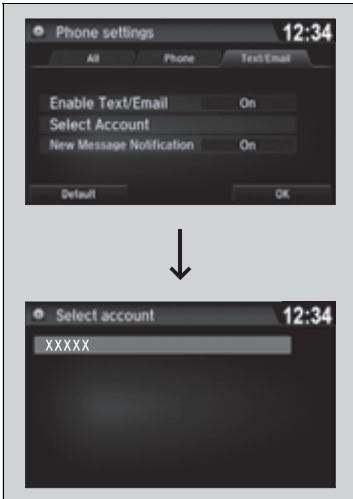 Phone settings 12:34
All Phone Text/Email
Enable Text/Email On
Select Account
New Message Notification On
Default OK
Select account 12:34
XXXXX